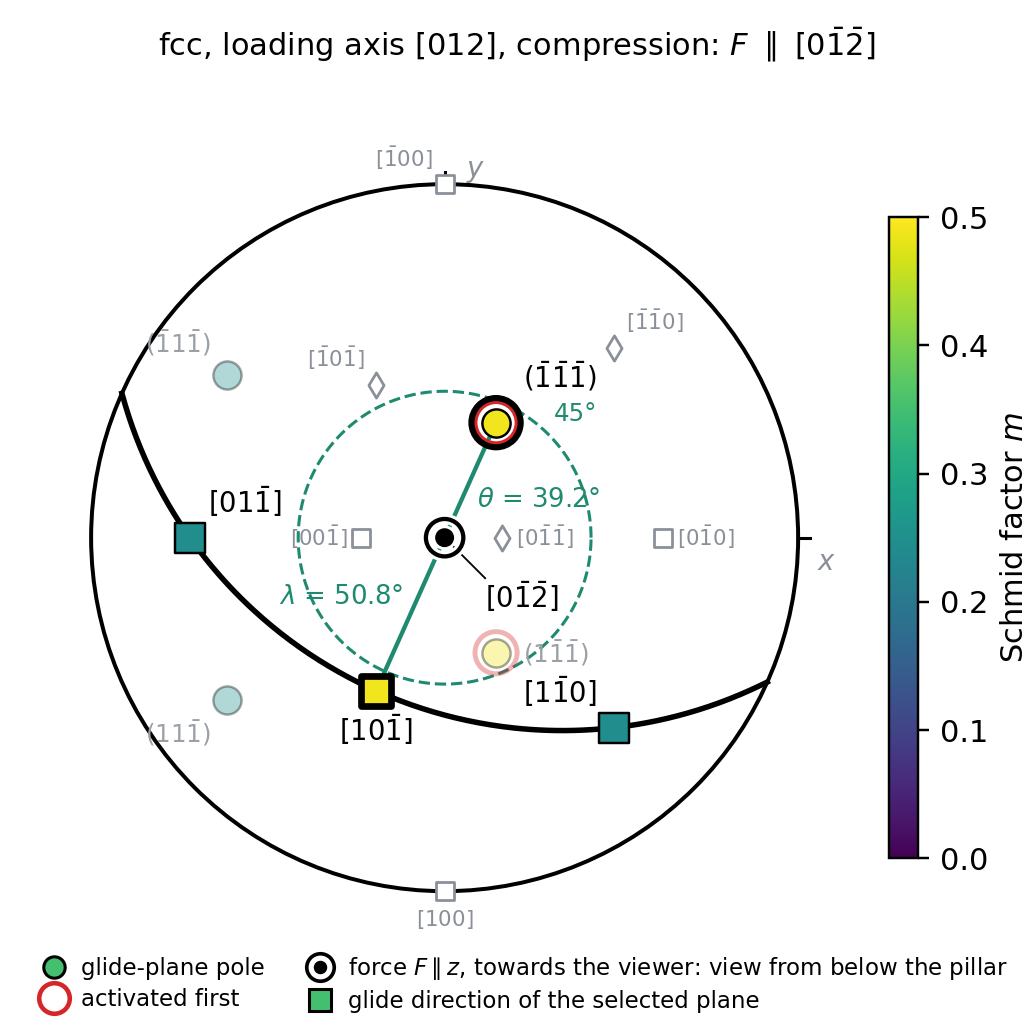 fcc, loading axis [012], compression: F ∥ [01̄2̄]
[1̄00]
y
0.5
[1̄1̄0]
(1̄11̄)
0.4
[1̄01̄]
(1̄1̄1̄)
45°
0.3
[011̄]
θ = 39.2°
[001̄]
[01̄1̄]
[01̄0]
x
Schmid factor m
[01̄2̄]
λ = 50.8°
0.2
(11̄1̄)
[11̄0]
[101̄]
(111̄)
0.1
0.0
[100]
glide-plane pole
force F ∥ z, towards the viewer: view from below the pillar
activated first
glide direction of the selected plane